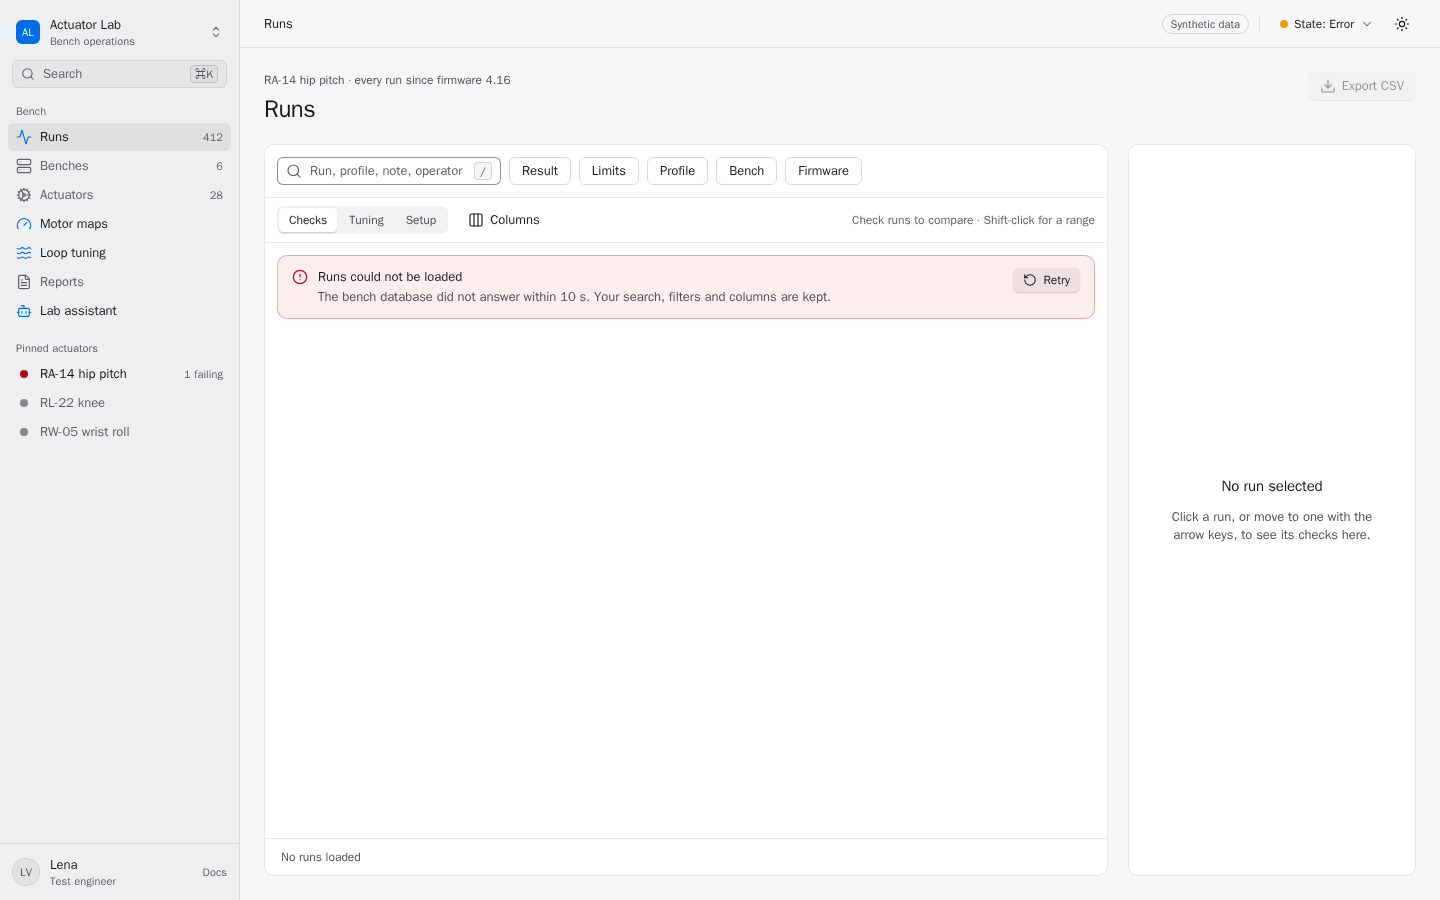 AL
Actuator Lab
Bench operations
Search
⌘K
Bench
Runs
412
Benches
6
Actuators
28
Motor maps
Loop tuning
Reports
Lab assistant
Pinned actuators
RA-14 hip pitch
1 failing
RL-22 knee
RW-05 wrist roll
LV
Lena
Test engineer
Docs
Runs
Synthetic data
State: Error
RA-14 hip pitch · every run since firmware 4.16
Runs
Export CSV
Run, profile, note, operator
/
Result
Limits
Profile
Bench
Firmware
Checks
Tuning
Setup
Columns
Check runs to compare · Shift-click for a range
Runs could not be loaded
The bench database did not answer within 10 s. Your search, filters and columns are kept.
Retry
No runs loaded
No run selected
Click a run, or move to one with the
arrow keys, to see its checks here.